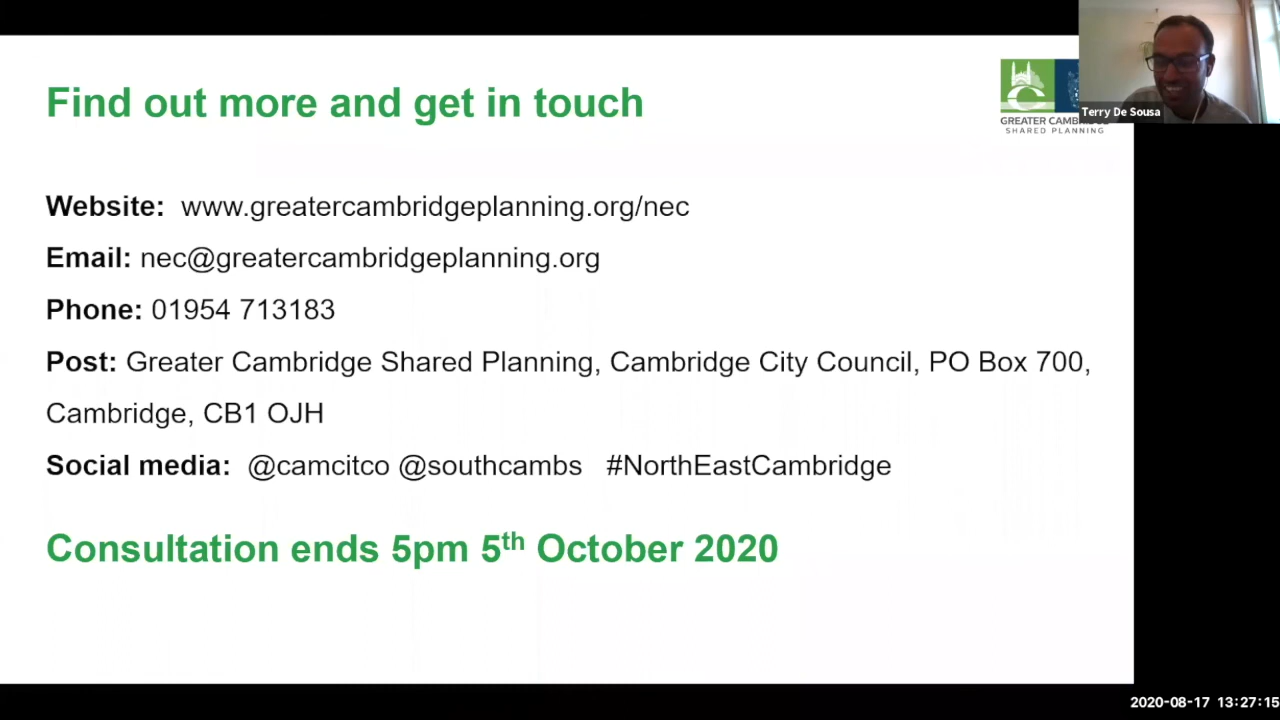 Find out more and get in touch
GREATER CAMBRIDGE
SHARED PLANNING
Terry De Sousa
Website: www.greatercambridgeplanning.org/nec
Email: nec@greatercambridgeplanning.org
Phone: 01954 713183
Post: Greater Cambridge Shared Planning, Cambridge City Council, PO Box 700,
Cambridge, CB1 OJH
Social media: @camcitco @southcambs #NorthEastCambridge
Consultation ends 5pm 5th October 2020
2020-08-17 13:27:15